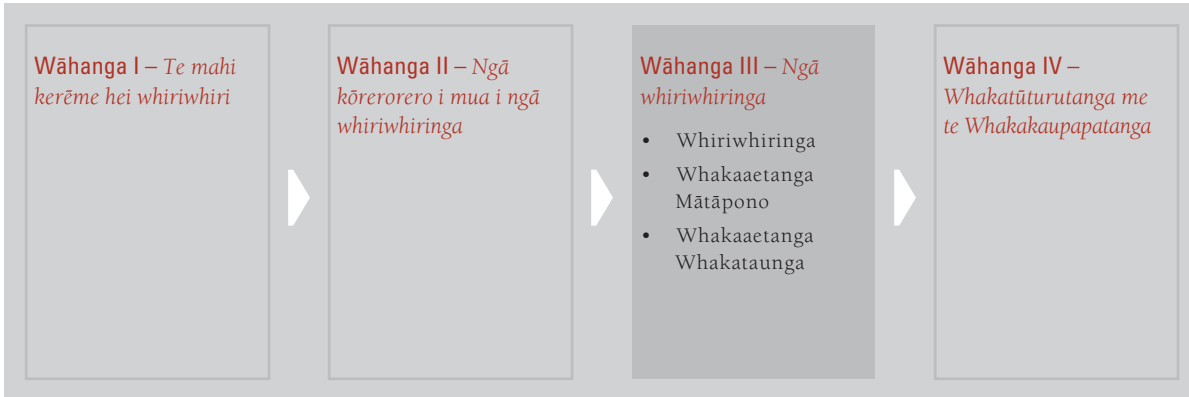 Wāhanga I – Te mahi
kerēme hei whiriwhiri
Wāhanga II – Ngā
kōrerorero i mua i ngā
whiriwhiringa
Wāhanga III – Ngā
whiriwhiringa
• Whiriwhiringa
• Whakaaetanga
Mātāpono
• Whakaaetanga
Whakataunga
Wāhanga IV –
Whakatūturutanga me
te Whakakaupapatanga